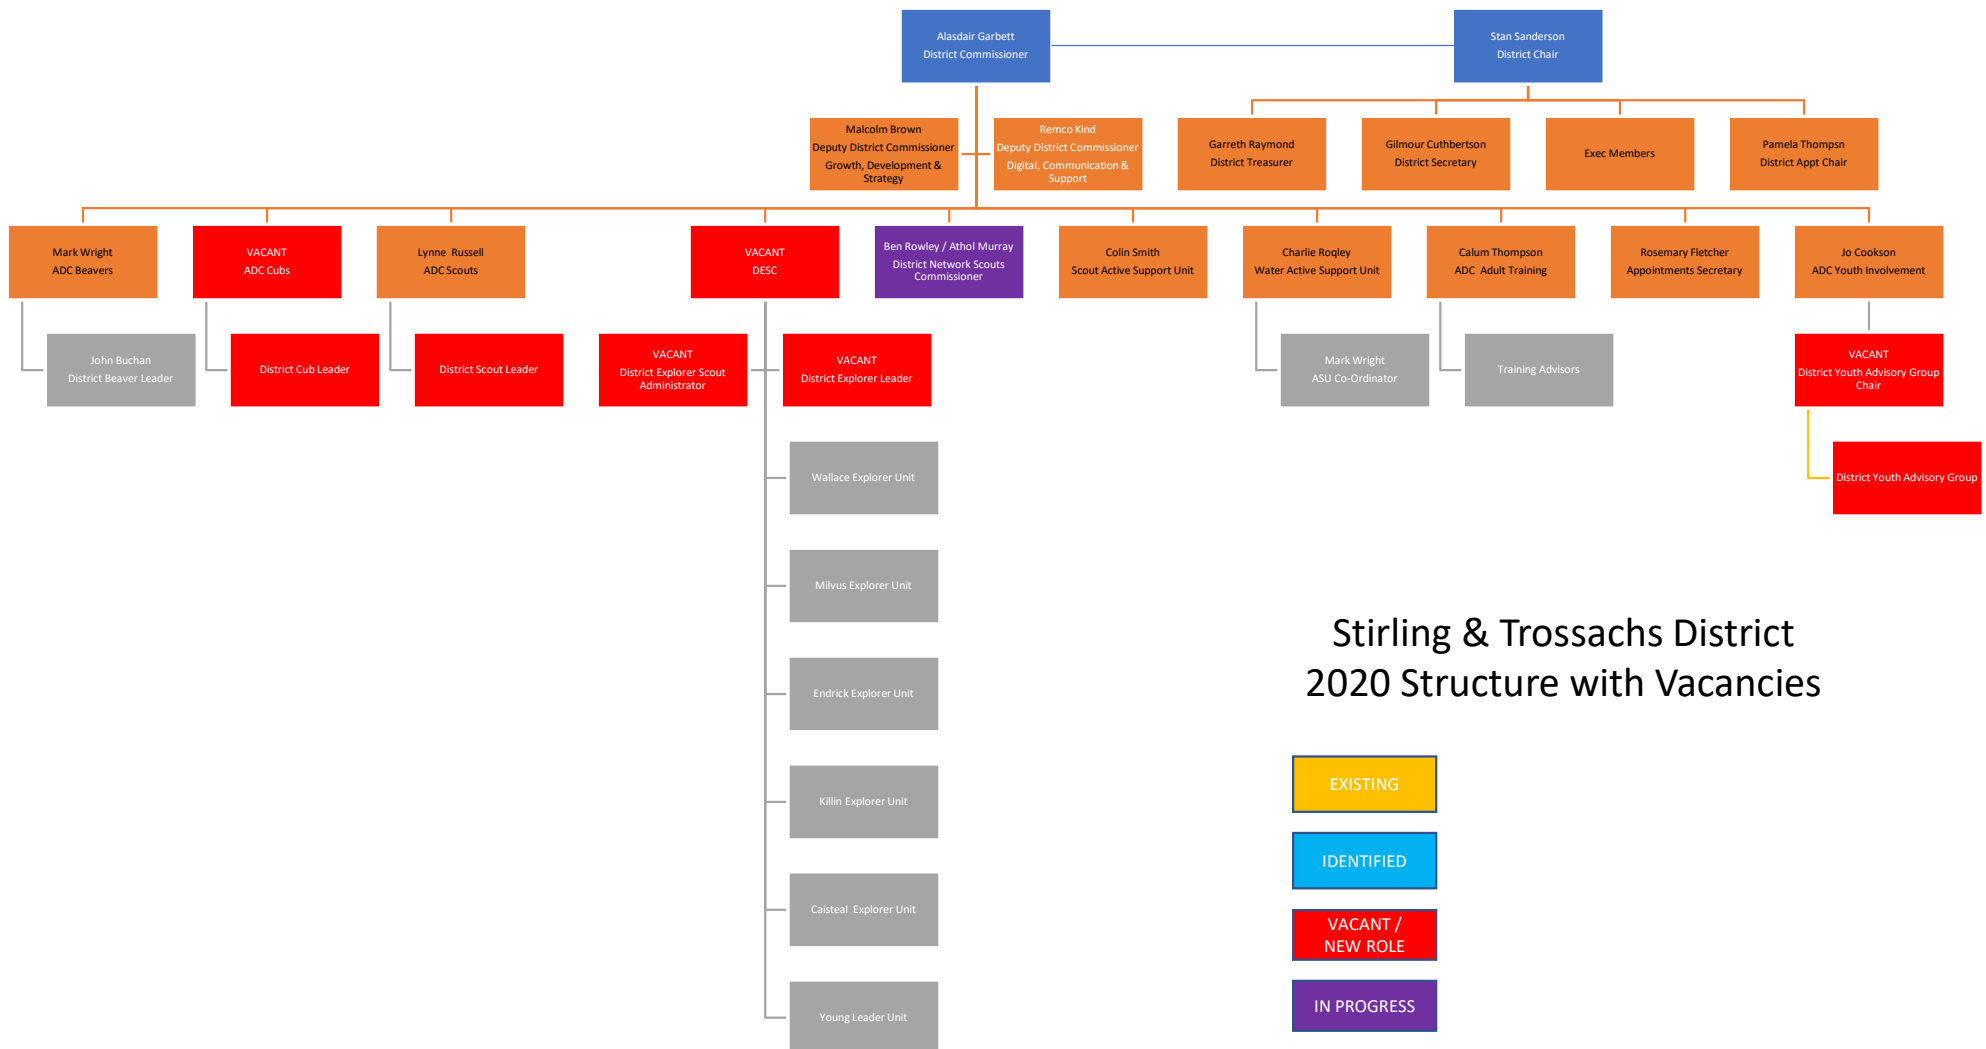 Alasdair Garbett
District Commissioner
Stan Sanderson
District Chair
Malcolm Brown
Deputy District Commissioner
Growth, Development &
Strategy
Remco Kind
Deputy District Commissioner
Digital, Communication &
Support
Garreth Raymond
District Treasurer
Gilmour Cuthbertson
District Secretary
Exec Members
Pamela Thompsn
District Appt Chair
Mark Wright
ADC Beavers
VACANT
ADC Cubs
Lynne Russell
ADC Scouts
VACANT
DESC
Ben Rowley / Athol Murray
District Network Scouts
Commissioner
Colin Smith
Scout Active Support Unit
Charlie Roqley
Water Active Support Unit
Calum Thompson
ADC Adult Training
Rosemary Fletcher
Appointments Secretary
Jo Cookson
ADC Youth Involvement
John Buchan
District Beaver Leader
District Cub Leader
District Scout Leader
VACANT
District Explorer Scout
Administrator
VACANT
District Explorer Leader
Mark Wright
ASU Co-Ordinator
Training Advisors
VACANT
District Youth Advisory Group
Chair
Wallace Explorer Unit
District Youth Advisory Group
Milvus Explorer Unit
Endrick Explorer Unit
Killin Explorer Unit
Caisteal Explorer Unit
Young Leader Unit
Stirling & Trossachs District
2020 Structure with Vacancies
EXISTING
IDENTIFIED
VACANT /
NEW ROLE
IN PROGRESS